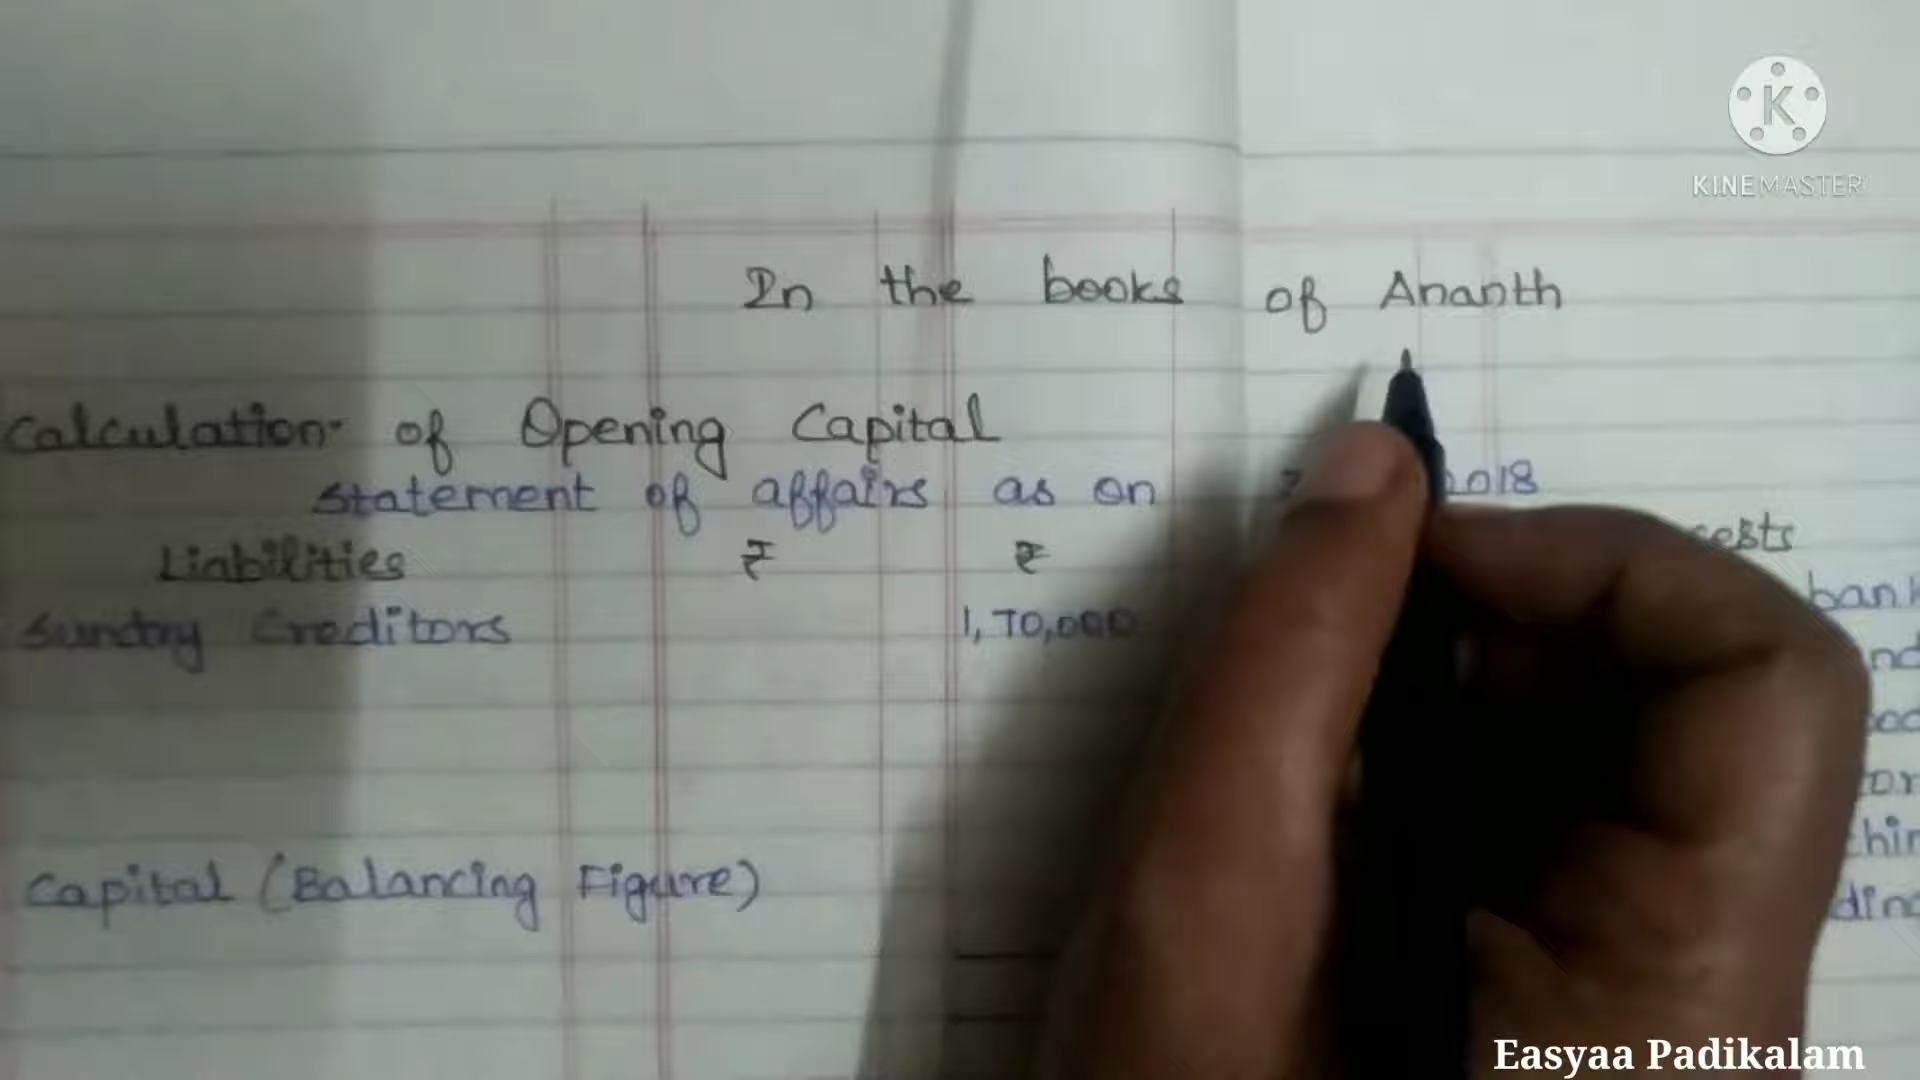 KINEMASTER
In the books of Ananth
Calculation of Opening Capital
Statement of affairs as on 2018
Liabilities ₹ ₹
Sundry Creditors 1,70,000
Capital (Balancing Figure)
Easyaa Padikalam